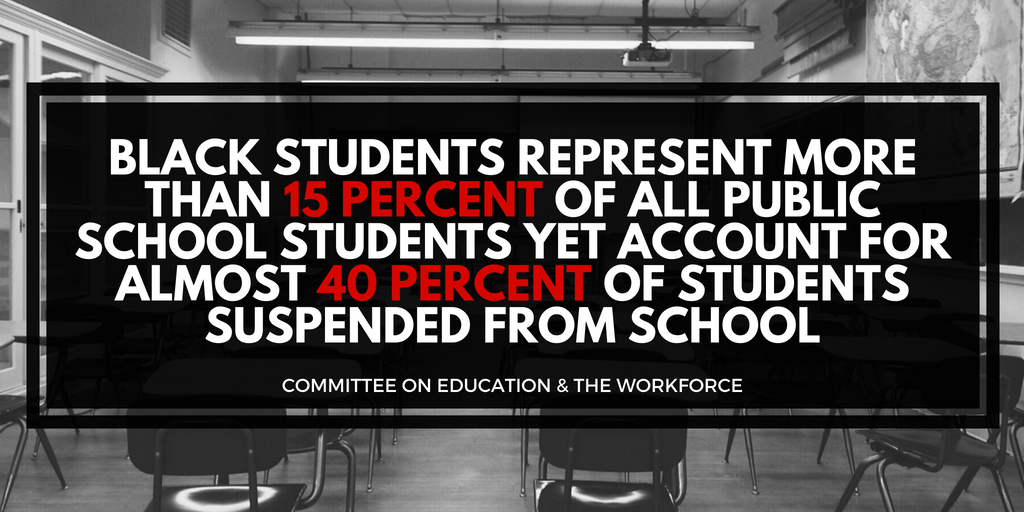 BLACK STUDENTS REPRESENT MORE
THAN 15 PERCENT OF ALL PUBLIC
SCHOOL STUDENTS YET ACCOUNT FOR
ALMOST 40 PERCENT OF STUDENTS
SUSPENDED FROM SCHOOL
COMMITTEE ON EDUCATION & THE WORKFORCE